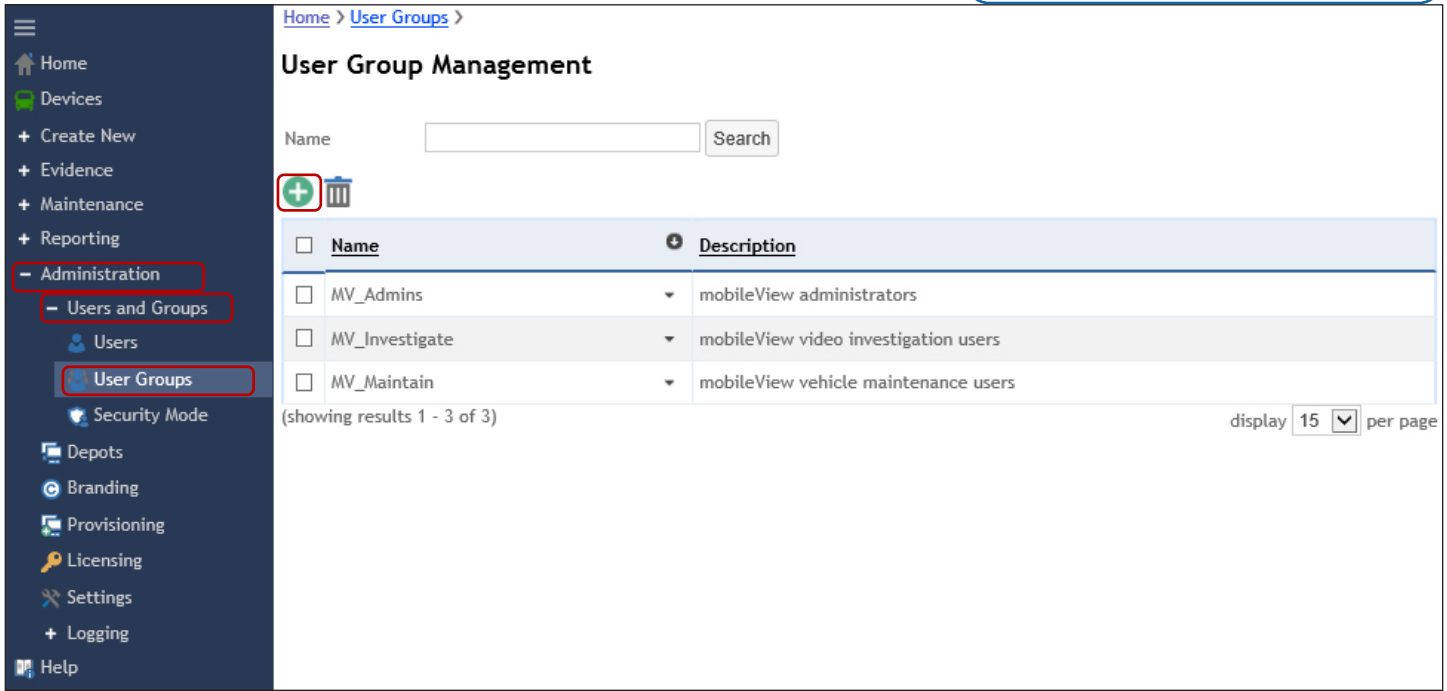 Home > User Groups >
Home
User Group Management
Devices
+ Create New
Name
Search
+ Evidence
+ Maintenance
+ Reporting
Name
Description
- Administration
MV_Admins
mobileView administrators
- Users and Groups
Users
MV_Investigate
mobileView video investigation users
User Groups
MV_Maintain
mobileView vehicle maintenance users
Security Mode
(showing results 1 - 3 of 3)
display 15 per page
Depots
Branding
Provisioning
Licensing
Settings
+ Logging
Help